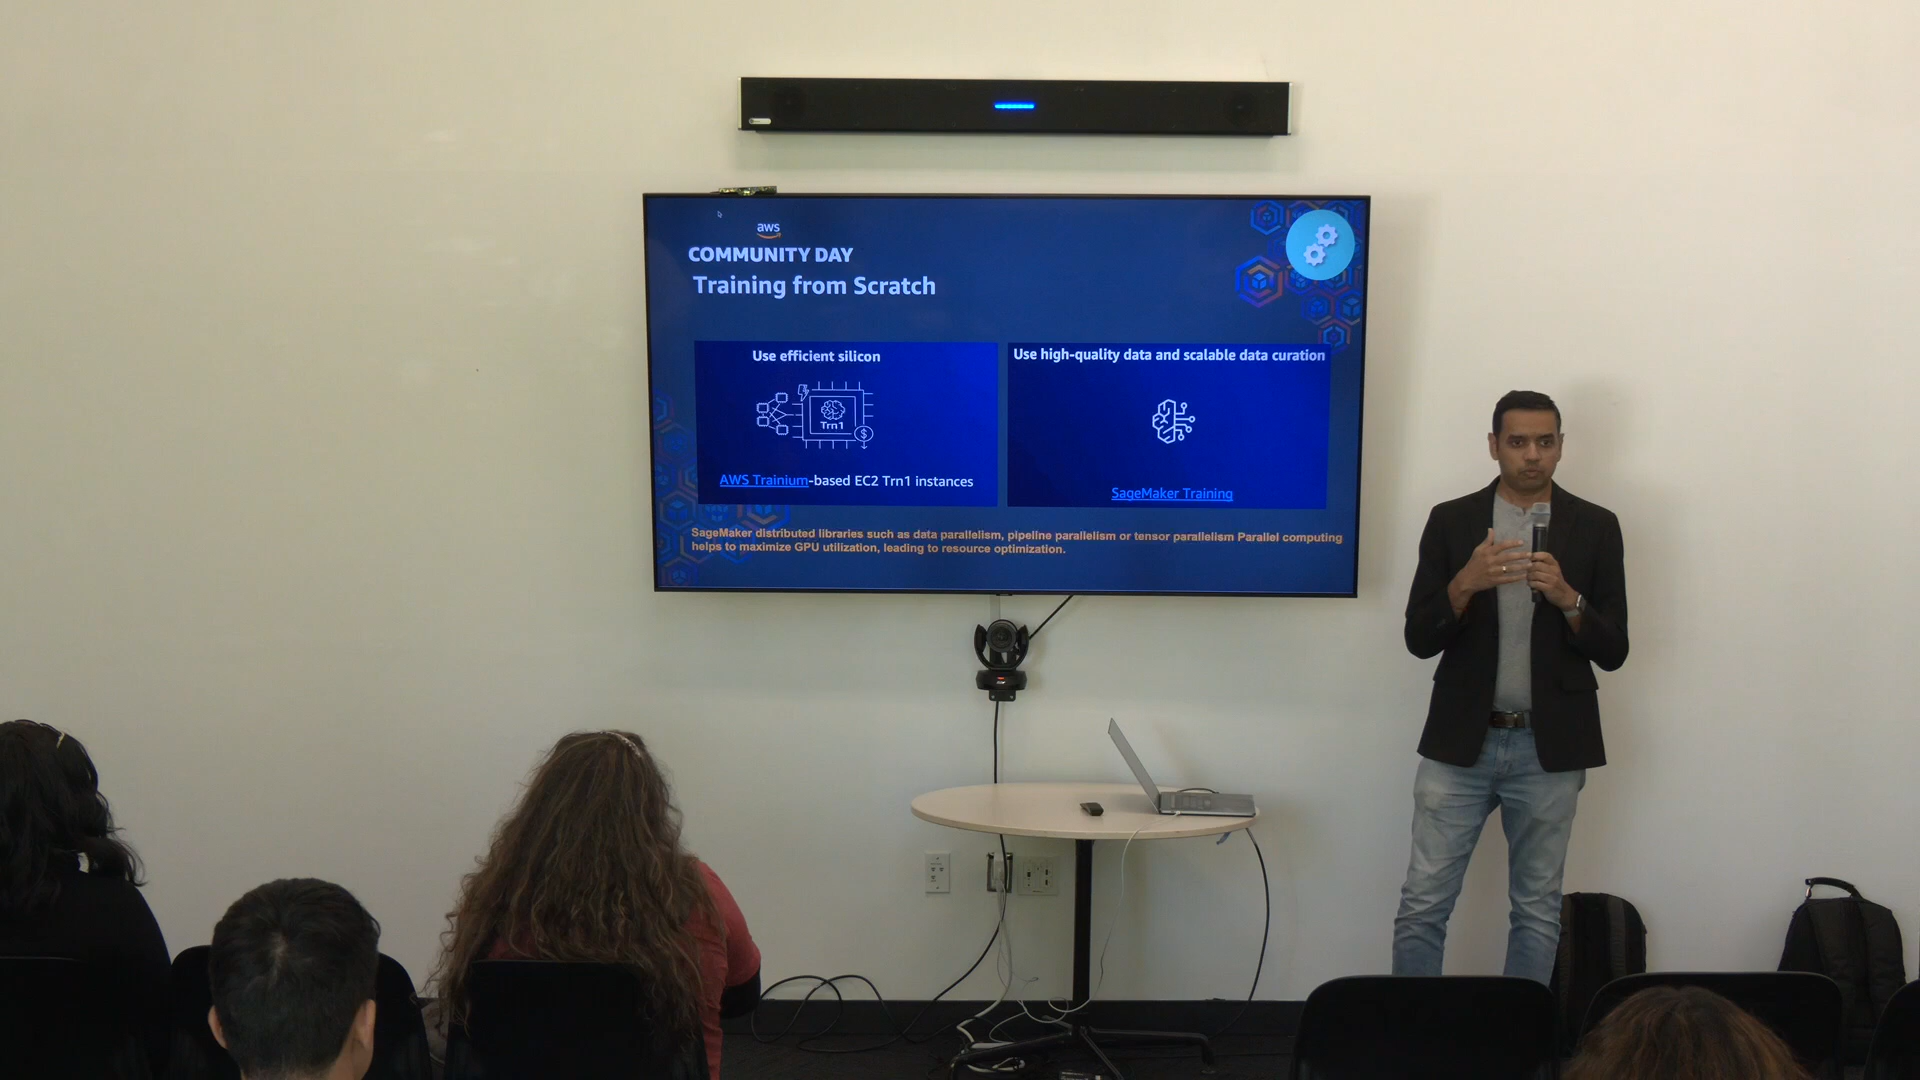 aws
COMMUNITY DAY
Training from Scratch
Use efficient silicon
Trn1
$
AWS Trainium-based EC2 Trn1 instances
Use high-quality data and scalable data curation
SageMaker Training
SageMaker distributed libraries such as data parallelism, pipeline parallelism or tensor parallelism Parallel computing
helps to maximize GPU utilization, leading to resource optimization.